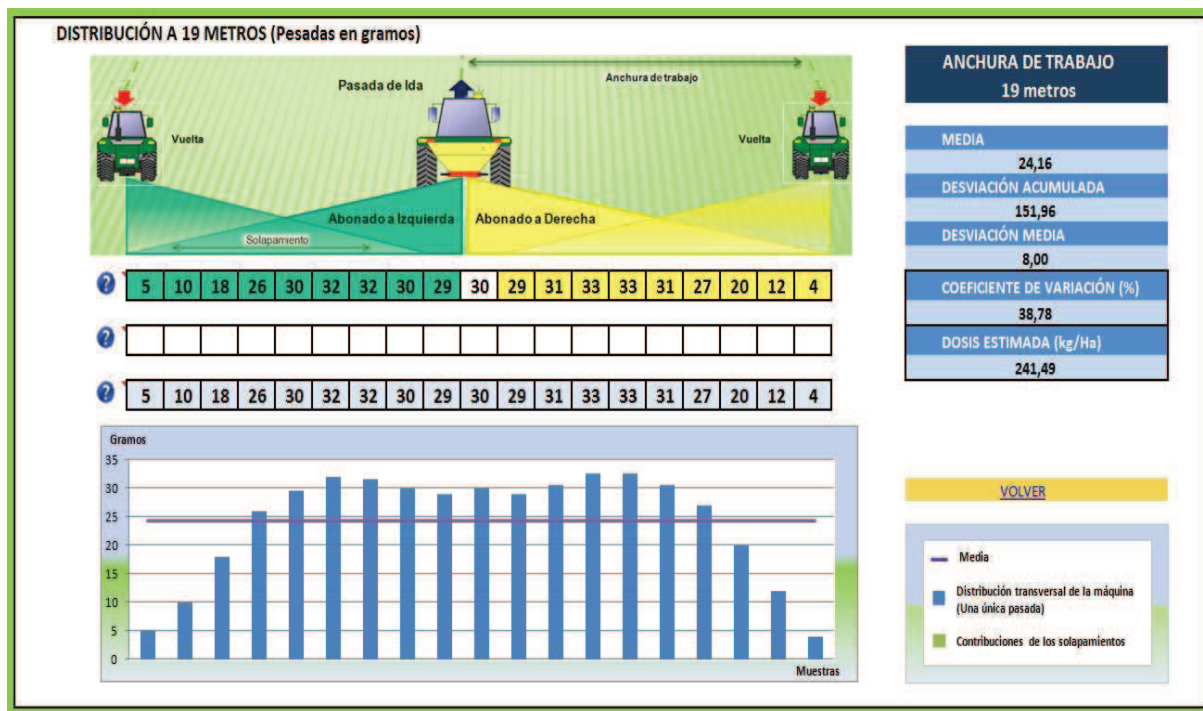 DISTRIBUCIÓN A 19 METROS (Pesadas en gramos)
Anchura de trabajo
Pasada de Ida
Vuelta
Vuelta
Abonado a Izquierda
Abonado a Derecha
Solapamiento
? 5 10 18 26 30 32 32 30 29 30 29 31 33 33 31 27 20 12 4
?
? 5 10 18 26 30 32 32 30 29 30 29 31 33 33 31 27 20 12 4
Gramos
35
30
25
20
15
10
5
0
Muestras
ANCHURA DE TRABAJO
19 metros
MEDIA
24,16
DESVIACIÓN ACUMULADA
151,96
DESVIACIÓN MEDIA
8,00
COEFICIENTE DE VARIACIÓN (%)
38,78
DOSIS ESTIMADA (kg/Ha)
241,49
VOLVER
Media
Distribución transversal de la máquina
(Una única pasada)
Contribuciones de los solapamientos